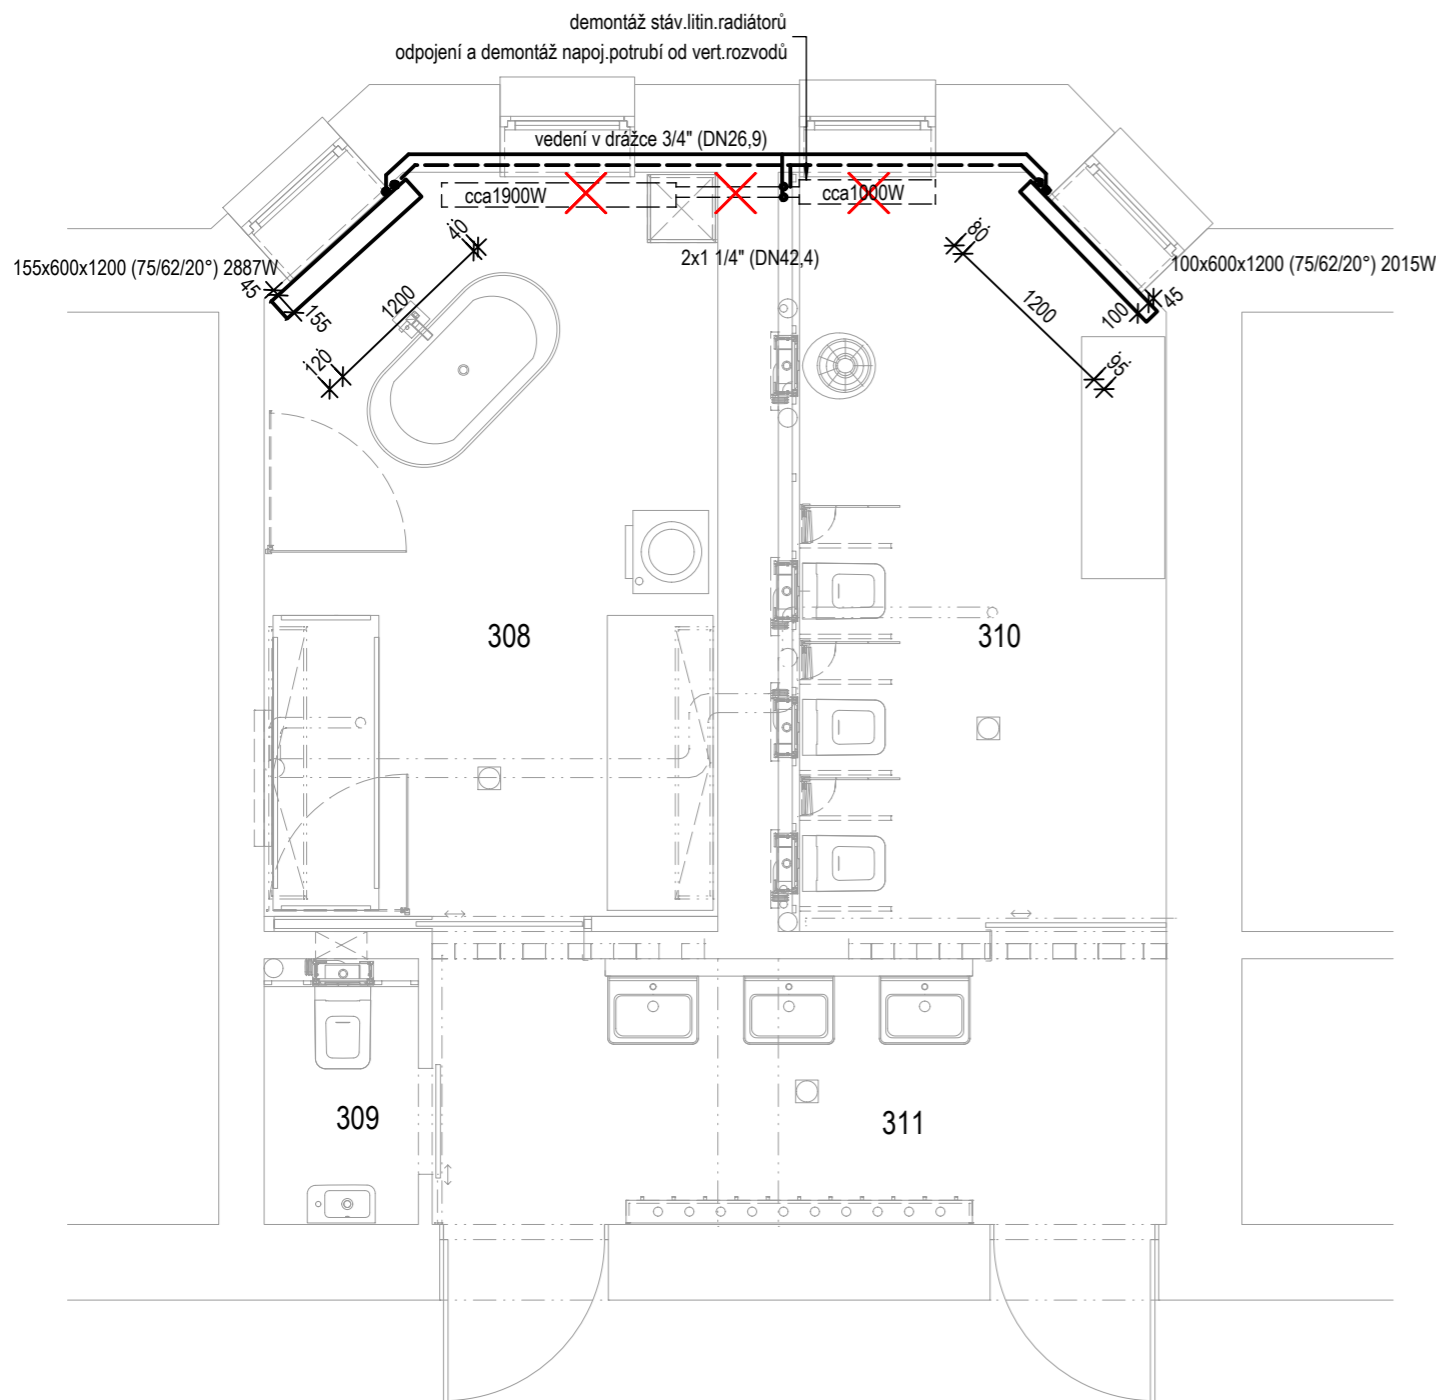 demontáž stáv.litin.radiátorů
odpojení a demontáž napoj.potrubí od vert.rozvodů
vedení v drážce 3/4" (DN26,9)
cca1900W
cca1000W
2x1 1/4" (DN42,4)
155x600x1200 (75/62/20°) 2887W
100x600x1200 (75/62/20°) 2015W
40
80
45
155
1200
120
1200
100
45
95
308
310
309
311